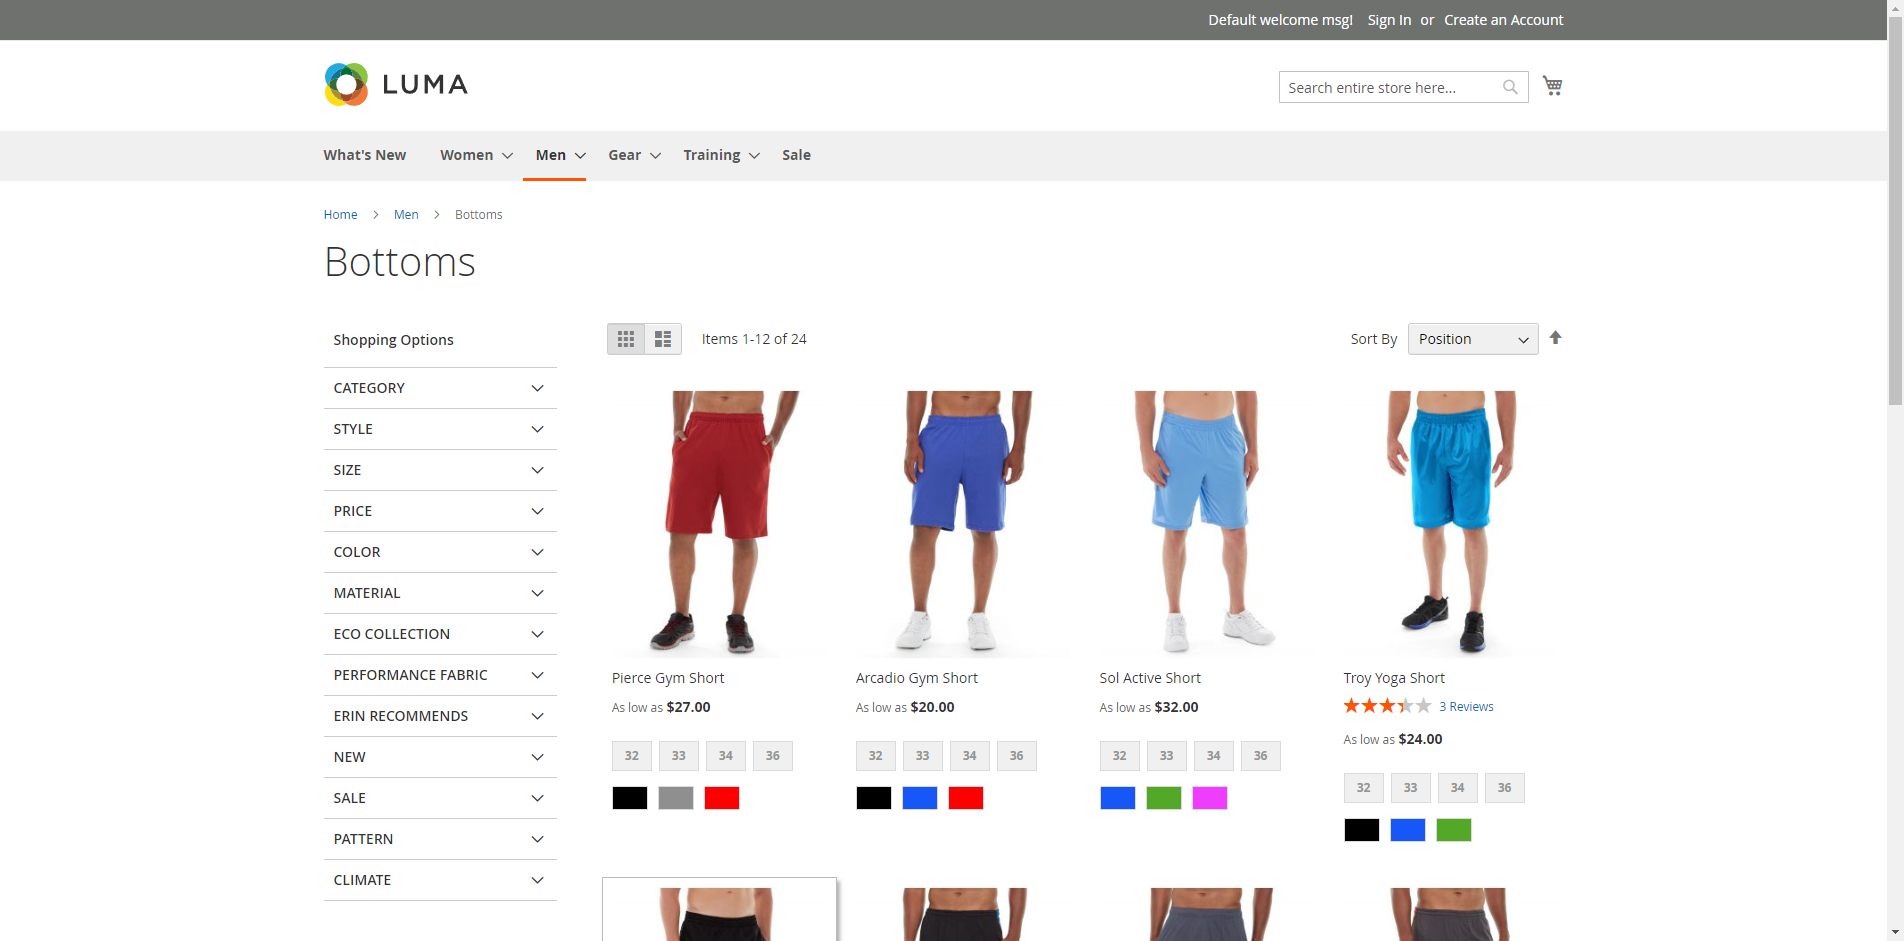 Default welcome msg! Sign In or Create an Account
LUMA
Search entire store here...
What's New Women Men Gear Training Sale
Home Men Bottoms
Bottoms
Shopping Options
CATEGORY
STYLE
SIZE
PRICE
COLOR
MATERIAL
ECO COLLECTION
PERFORMANCE FABRIC
ERIN RECOMMENDS
NEW
SALE
PATTERN
CLIMATE
Items 1-12 of 24
Sort By Position
Pierce Gym Short
As low as $27.00
32 33 34 36
Arcadio Gym Short
As low as $20.00
32 33 34 36
Sol Active Short
As low as $32.00
32 33 34 36
Troy Yoga Short
3 Reviews
As low as $24.00
32 33 34 36